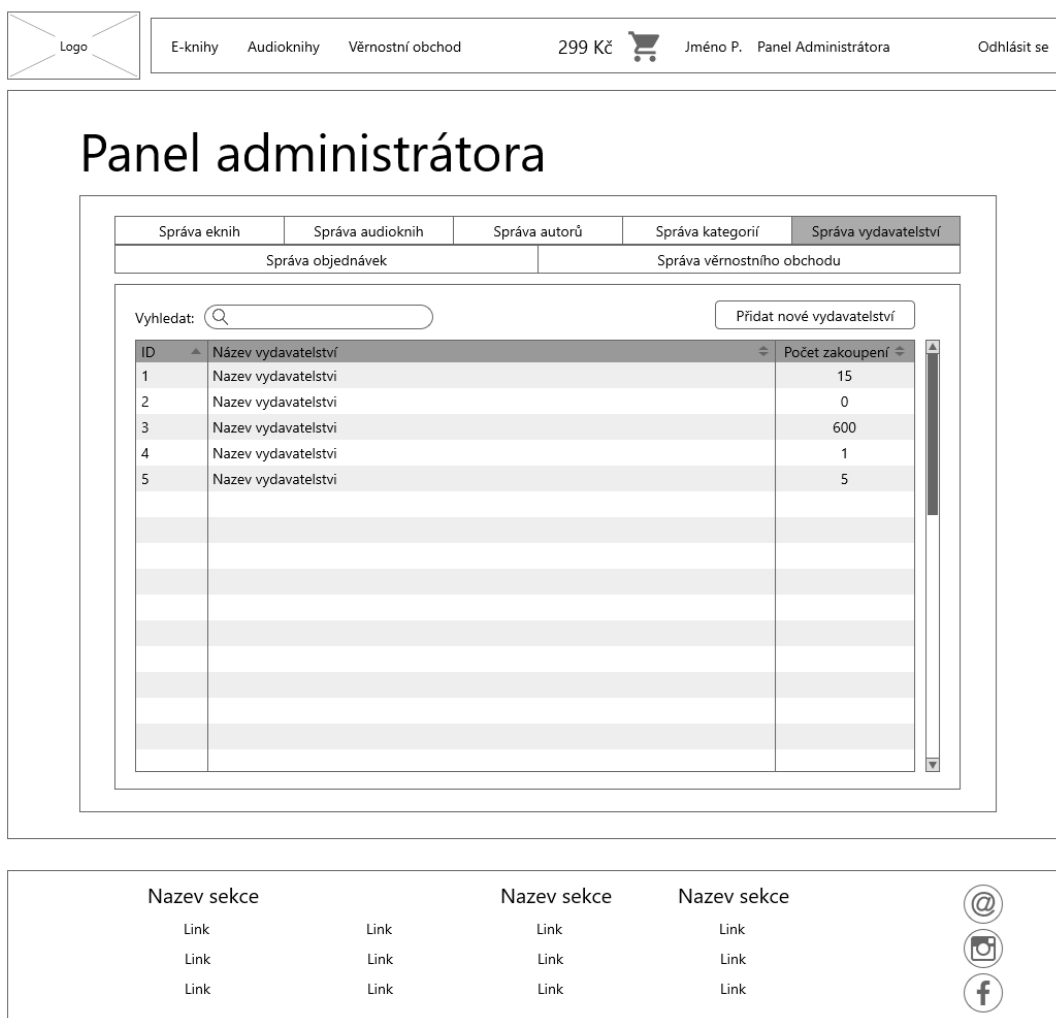 Logo E-knihy Audioknihy Věrnostní obchod 299 Kč Jméno P. Panel Administrátora Odhlásit se
Panel administrátora
Správa eknih Správa audioknih Správa autorů Správa kategorií Správa vydavatelství
Správa objednávek Správa věrnostního obchodu
Vyhledat: Přidat nové vydavatelství
ID Název vydavatelství Počet zakoupení
1 Nazev vydavatelstvi 15
2 Nazev vydavatelstvi 0
3 Nazev vydavatelstvi 600
4 Nazev vydavatelstvi 1
5 Nazev vydavatelstvi 5
Nazev sekce Nazev sekce Nazev sekce
Link Link Link Link
Link Link Link Link
Link Link Link Link